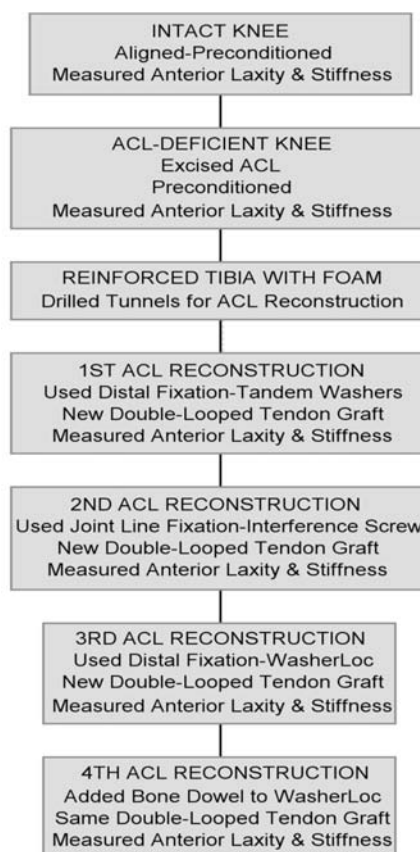 INTACT KNEE
Aligned-Preconditioned
Measured Anterior Laxity & Stiffness
ACL-DEFICIENT KNEE
Excised ACL
Preconditioned
Measured Anterior Laxity & Stiffness
REINFORCED TIBIA WITH FOAM
Drilled Tunnels for ACL Reconstruction
1ST ACL RECONSTRUCTION
Used Distal Fixation-Tandem Washers
New Double-Looped Tendon Graft
Measured Anterior Laxity & Stiffness
2ND ACL RECONSTRUCTION
Used Joint Line Fixation-Interference Screw
New Double-Looped Tendon Graft
Measured Anterior Laxity & Stiffness
3RD ACL RECONSTRUCTION
Used Distal Fixation-WasherLoc
New Double-Looped Tendon Graft
Measured Anterior Laxity & Stiffness
4TH ACL RECONSTRUCTION
Added Bone Dowel to WasherLoc
Same Double-Looped Tendon Graft
Measured Anterior Laxity & Stiffness